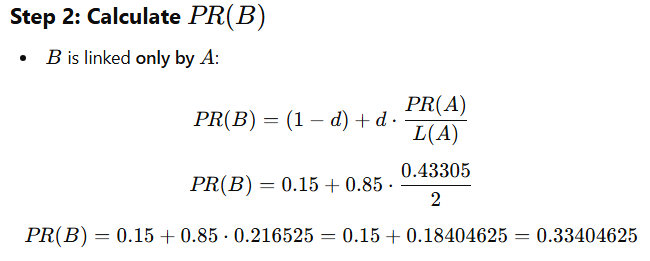 Step 2: Calculate PR(B)
• B is linked only by A:
PR(B) = (1 − d) + d · PR(A)/L(A)
PR(B) = 0.15 + 0.85 · 0.43305/2
PR(B) = 0.15 + 0.85 · 0.216525 = 0.15 + 0.18404625 = 0.33404625